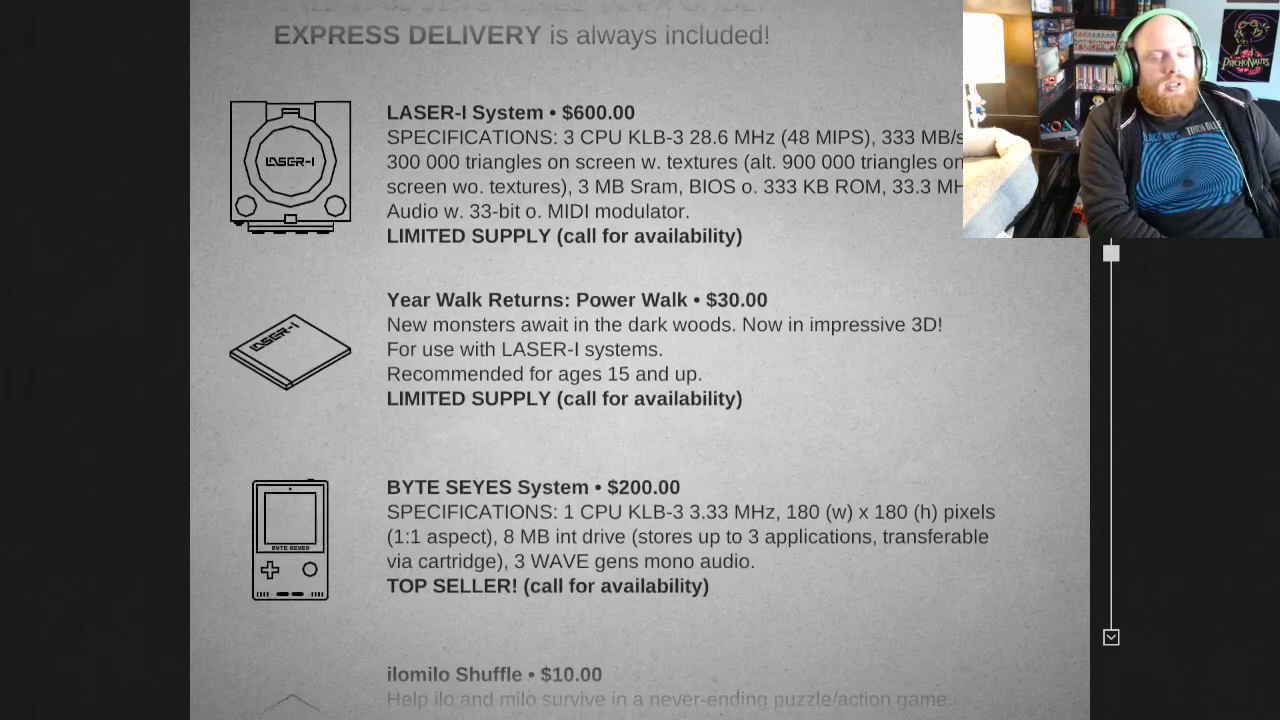 EXPRESS DELIVERY is always included!
LASER-I System • $600.00
SPECIFICATIONS: 3 CPU KLB-3 28.6 MHz (48 MIPS), 333 MB/s
300 000 triangles on screen w. textures (alt. 900 000 triangles on
screen wo. textures), 3 MB Sram, BIOS o. 333 KB ROM, 33.3 MH
Audio w. 33-bit o. MIDI modulator.
LIMITED SUPPLY (call for availability)
LASER-I
Year Walk Returns: Power Walk • $30.00
New monsters await in the dark woods. Now in impressive 3D!
For use with LASER-I systems.
Recommended for ages 15 and up.
LIMITED SUPPLY (call for availability)
LASER-I
BYTE SEYES System • $200.00
SPECIFICATIONS: 1 CPU KLB-3 3.33 MHz, 180 (w) x 180 (h) pixels
(1:1 aspect), 8 MB int drive (stores up to 3 applications, transferable
via cartridge), 3 WAVE gens mono audio.
TOP SELLER! (call for availability)
BYTE SEYES
ilomilo Shuffle • $10.00
Help ilo and milo survive in a never-ending puzzle/action game.
PSYCHONAUTS
BLACK KEYS TURN BLUE